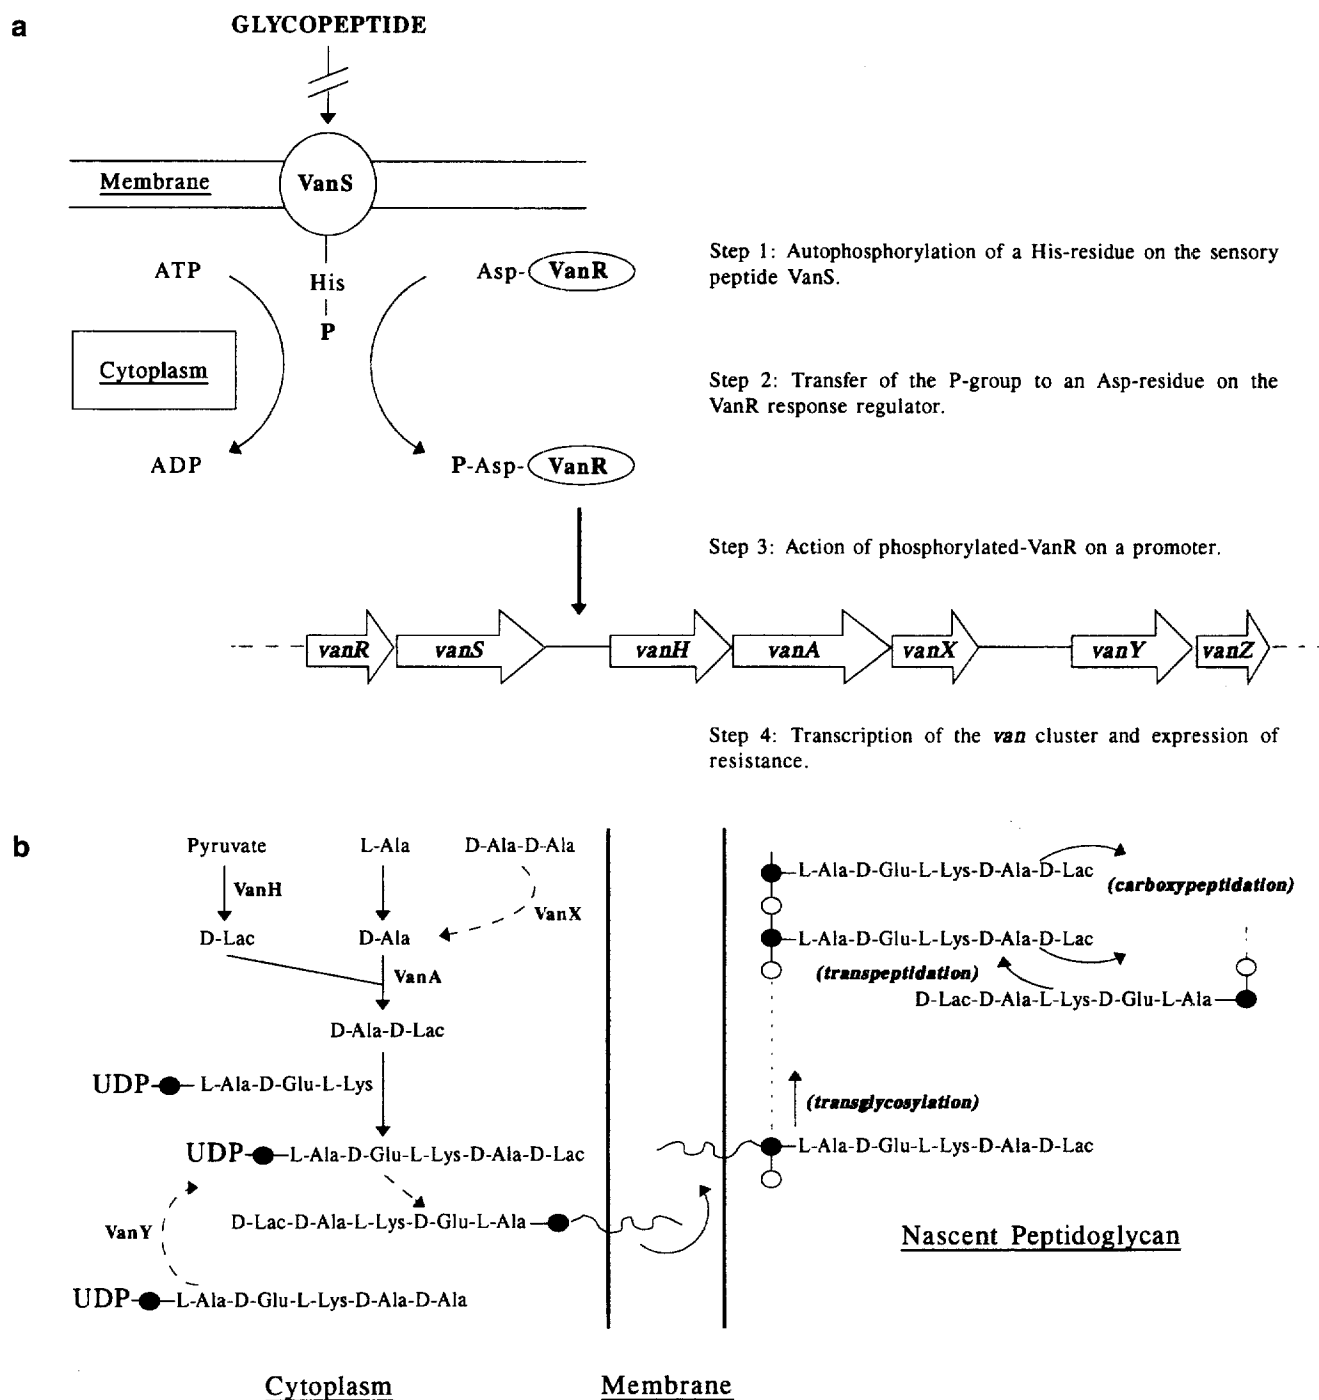 a
GLYCOPEPTIDE
Membrane
VanS
ATP
His
P
Asp-VanR
Cytoplasm
ADP
P-Asp-VanR
Step 1: Autophosphorylation of a His-residue on the sensory
peptide VanS.
Step 2: Transfer of the P-group to an Asp-residue on the
VanR response regulator.
Step 3: Action of phosphorylated-VanR on a promoter.
vanR vanS vanH vanA vanX vanY vanZ
Step 4: Transcription of the van cluster and expression of
resistance.
b
Pyruvate L-Ala D-Ala-D-Ala
VanH
VanX
D-Lac D-Ala
VanA
D-Ala-D-Lac
UDP-L-Ala-D-Glu-L-Lys
UDP-L-Ala-D-Glu-L-Lys-D-Ala-D-Lac
D-Lac-D-Ala-L-Lys-D-Glu-L-Ala
VanY
UDP-L-Ala-D-Glu-L-Lys-D-Ala-D-Ala
L-Ala-D-Glu-L-Lys-D-Ala-D-Lac
(carboxypeptidation)
L-Ala-D-Glu-L-Lys-D-Ala-D-Lac
(transpeptidation)
D-Lac-D-Ala-L-Lys-D-Glu-L-Ala
(transglycosylation)
L-Ala-D-Glu-L-Lys-D-Ala-D-Lac
Nascent Peptidoglycan
Cytoplasm Membrane